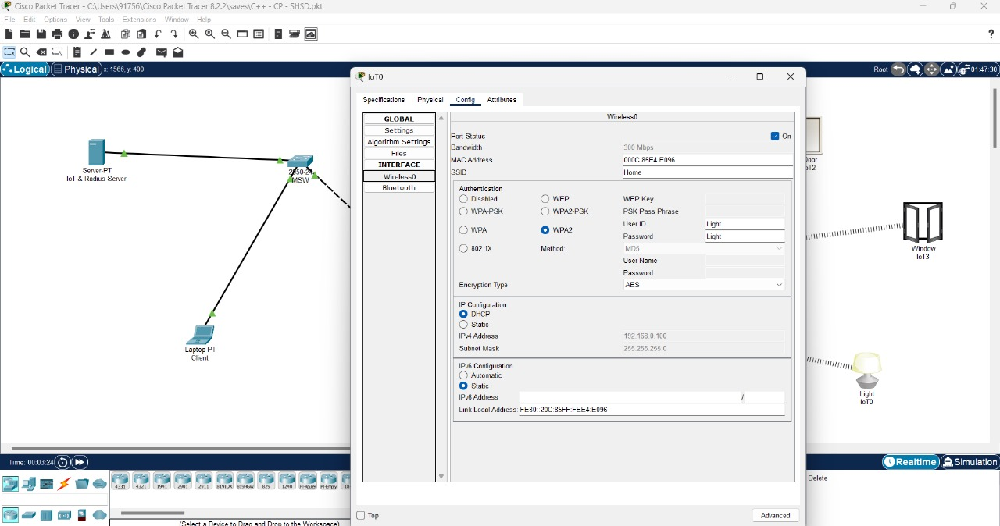 Cisco Packet Tracer - C:\Users\91756\Cisco Packet Tracer 8.2.2\saves\C++ - CP - SHSD.pkt
File Edit Options View Tools Extensions Window Help
?
Logical Physical x: 1566, y: 400
Root 01:47:30
IoT0
Specifications Physical Config Attributes
GLOBAL
Settings
Algorithm Settings
Files
INTERFACE
Wireless0
Bluetooth
Wireless0
Port Status On
Bandwidth 300 Mbps
MAC Address 000C.85E4.E096
SSID Home
Authentication
Disabled WEP WEP Key
WPA-PSK WPA2-PSK PSK Pass Phrase
User ID Light
WPA WPA2
Password Light
802.1X Method: MD5
User Name
Password
Encryption Type AES
IP Configuration
DHCP
Static
IPv4 Address 192.168.0.100
Subnet Mask 255.255.255.0
IPv6 Configuration
Automatic
Static
IPv6 Address /
Link Local Address: FE80::20C:85FF:FEE4:E096
Top Advanced
Server-PT
IoT & Radius Server
2950-24
MSW
Laptop-PT
Client
Door
IoT2
Window
IoT3
Light
IoT0
Time: 00:03:24
Realtime Simulation
4331 4321 1941 2901 2911 819IOX 819HGW 829 1240 PT-Router PT-Empty
Delete
(Select a Device to Drag and Drop to the Workspace)